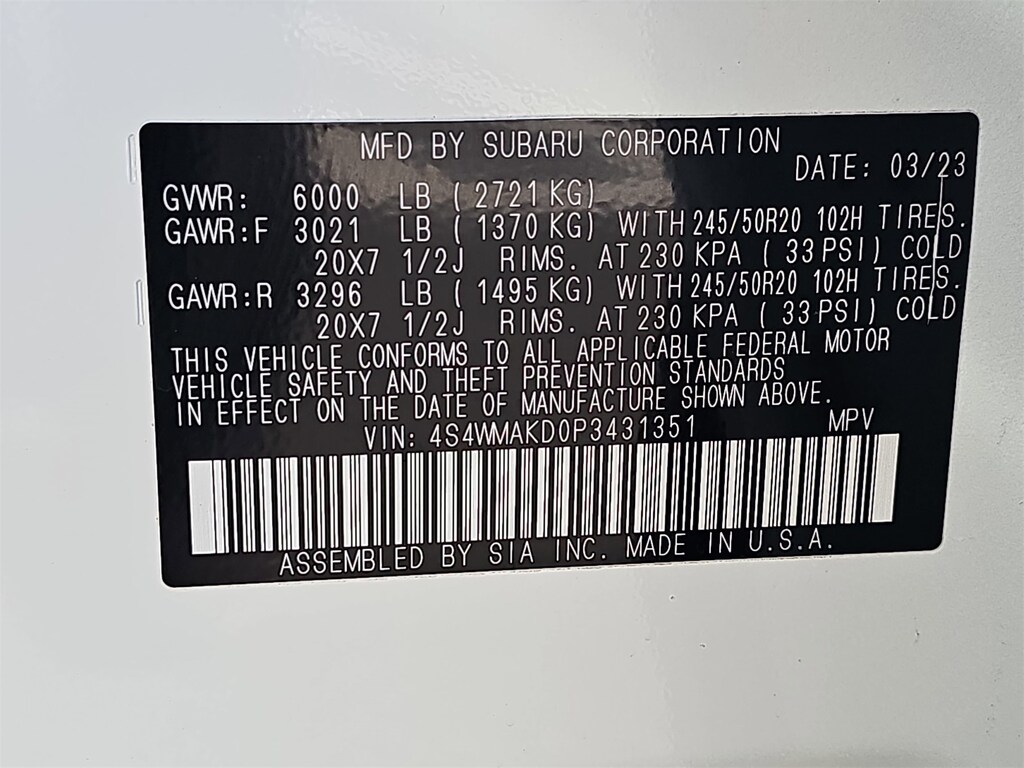 MFD BY SUBARU CORPORATION
DATE: 03/23
GVWR: 6000 LB ( 2721 KG)
GAWR:F 3021 LB ( 1370 KG) WITH 245/50R20 102H TIRES.
20X7 1/2J RIMS. AT 230 KPA ( 33 PSI) COLD
GAWR:R 3296 LB ( 1495 KG) WITH 245/50R20 102H TIRES.
20X7 1/2J RIMS. AT 230 KPA ( 33 PSI) COLD
THIS VEHICLE CONFORMS TO ALL APPLICABLE FEDERAL MOTOR
VEHICLE SAFETY AND THEFT PREVENTION STANDARDS
IN EFFECT ON THE DATE OF MANUFACTURE SHOWN ABOVE.
VIN: 4S4WMAKD0P3431351 MPV
ASSEMBLED BY SIA INC. MADE IN U.S.A.